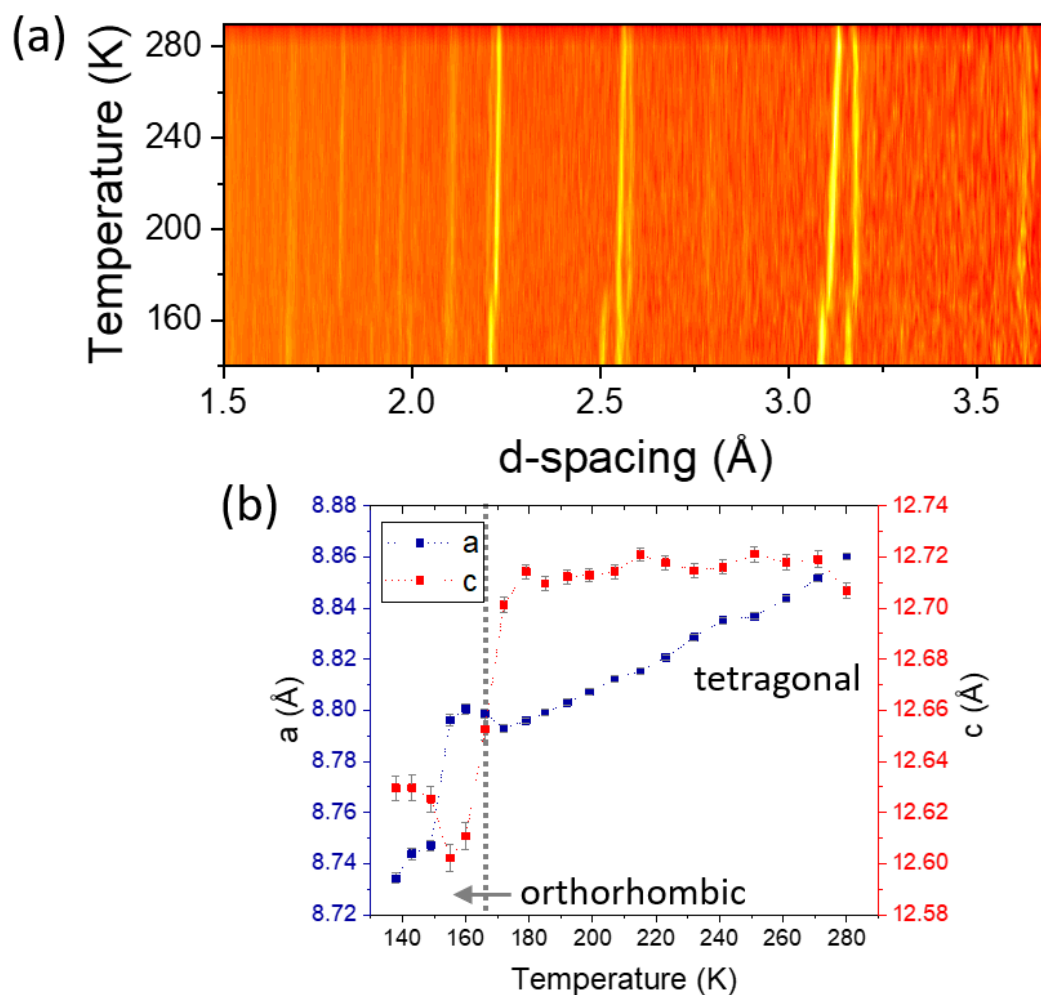 (a)
Temperature (K)
280
240
200
160
1.5 2.0 2.5 3.0 3.5
d-spacing (Å)
(b)
8.88
8.86
8.84
8.82
8.80
8.78
8.76
8.74
8.72
a (Å)
a
c
tetragonal
orthorhombic
12.74
12.72
12.70
12.68
12.66
12.64
12.62
12.60
12.58
c (Å)
140 160 180 200 220 240 260 280
Temperature (K)